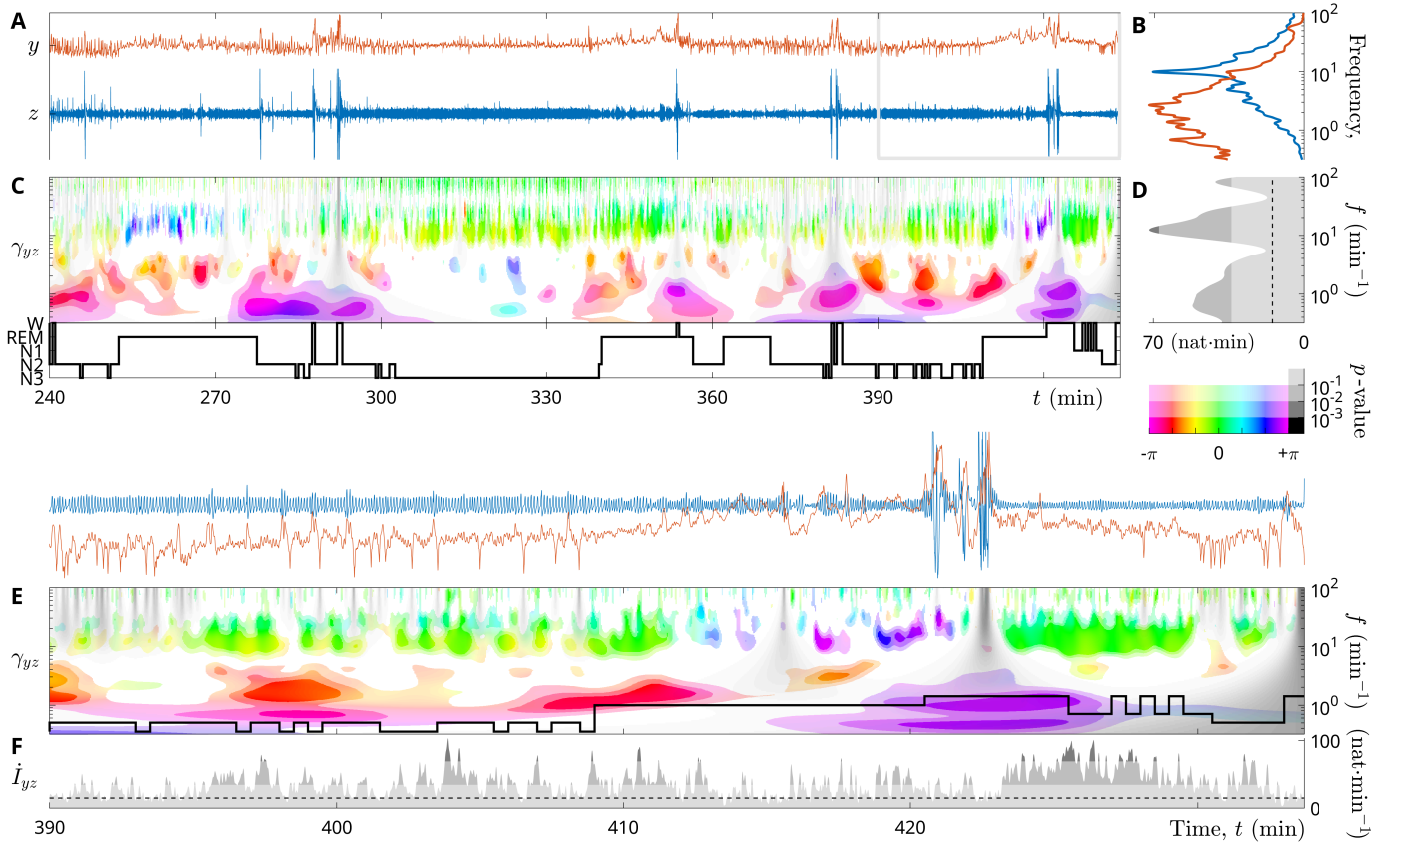 A
y
z
B
10² 10¹ 10⁰
Frequency,
C
γyz
W
REM
N1
N2
N3
240 270 300 330 360 390 t (min)
D
10² 10¹ 10⁰
f (min⁻¹)
70 (nat·min) 0
10⁻¹
10⁻²
10⁻³
p-value
-π 0 +π
E
γyz
10² 10¹ 10⁰
f (min⁻¹)
F
İyz
100
0
(nat·min⁻¹)
390 400 410 420 Time, t (min)